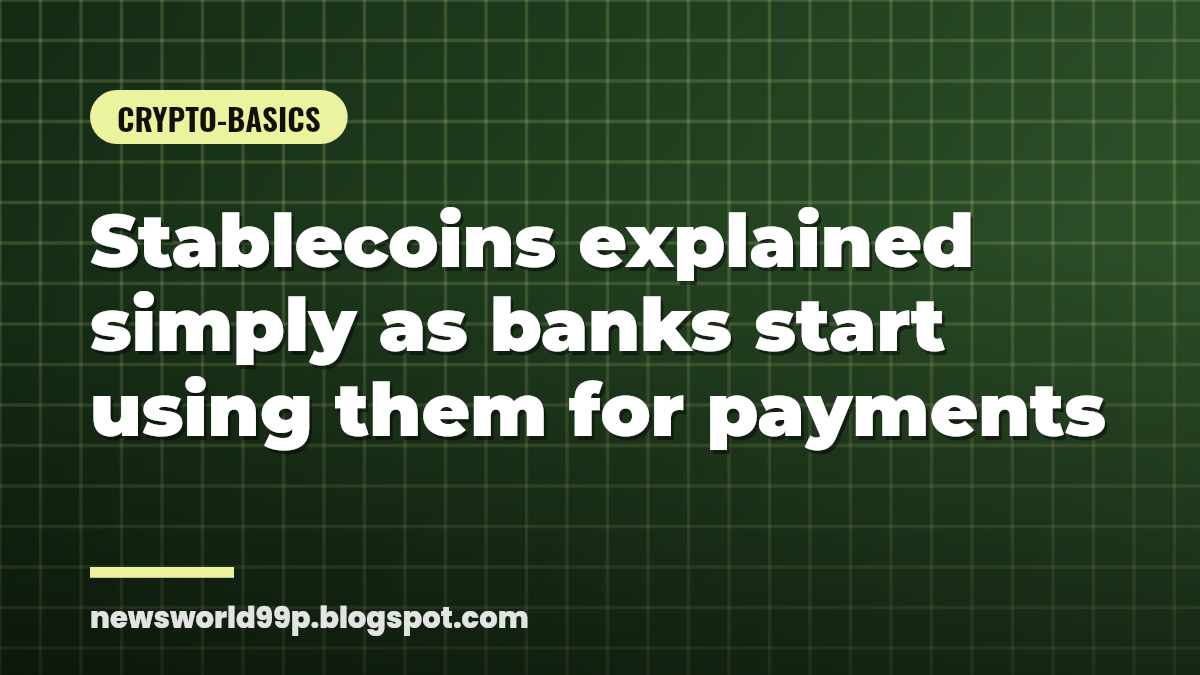 CRYPTO-BASICS
Stablecoins explained
simply as banks start
using them for payments
newsworld99p.blogspot.com